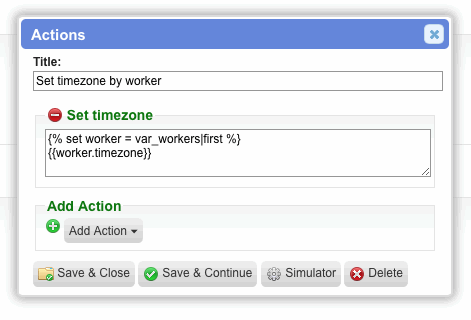 Actions
Title:
Set timezone by worker
Set timezone
{% set worker = var_workers|first %}
{{worker.timezone}}
Add Action
Add Action
Save & Close Save & Continue Simulator Delete